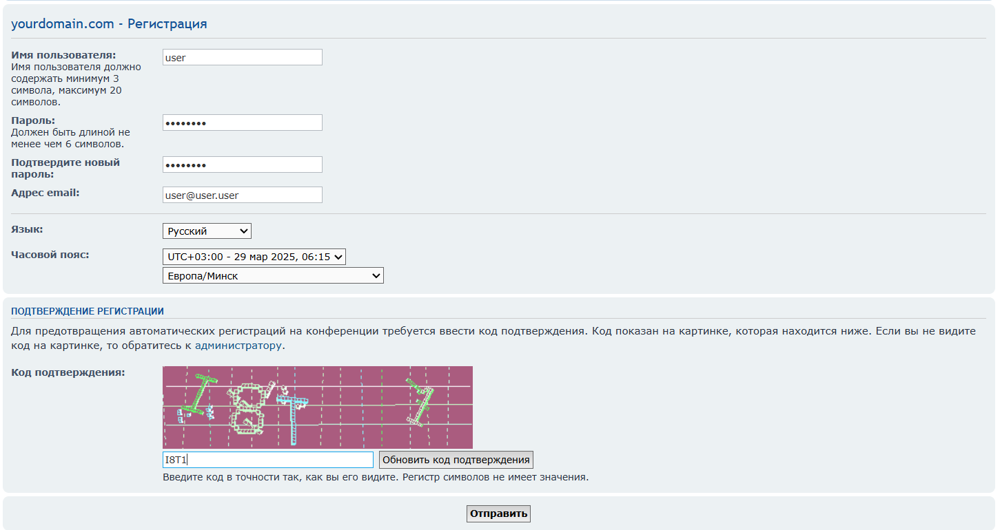 yourdomain.com - Регистрация
Имя пользователя:
Имя пользователя должно
содержать минимум 3
символа, максимум 20
символов.
user
Пароль:
Должен быть длиной не
менее чем 6 символов.
••••••••
Подтвердите новый
пароль:
••••••••
Адрес email:
user@user.user
Язык:
Русский
Часовой пояс:
UTC+03:00 - 29 мар 2025, 06:15
Европа/Минск
ПОДТВЕРЖДЕНИЕ РЕГИСТРАЦИИ
Для предотвращения автоматических регистраций на конференции требуется ввести код подтверждения. Код показан на картинке, которая находится ниже. Если вы не видите
код на картинке, то обратитесь к администратору.
Код подтверждения:
I8T1
I8T1
Обновить код подтверждения
Введите код в точности так, как вы его видите. Регистр символов не имеет значения.
Отправить